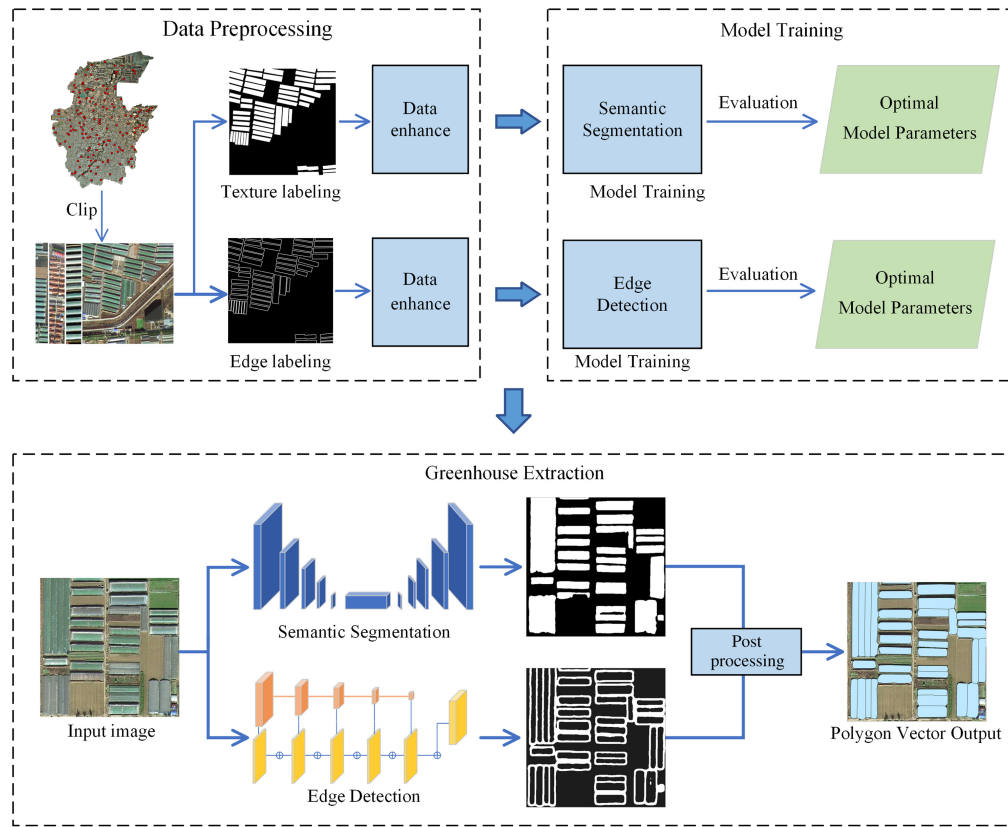 Data Preprocessing
Clip
Texture labeling
Data
enhance
Edge labeling
Data
enhance
Model Training
Semantic
Segmentation
Model Training
Evaluation
Optimal
Model Parameters
Edge
Detection
Model Training
Evaluation
Optimal
Model Parameters
Greenhouse Extraction
Input image
Semantic Segmentation
Edge Detection
Post
processing
Polygon Vector Output